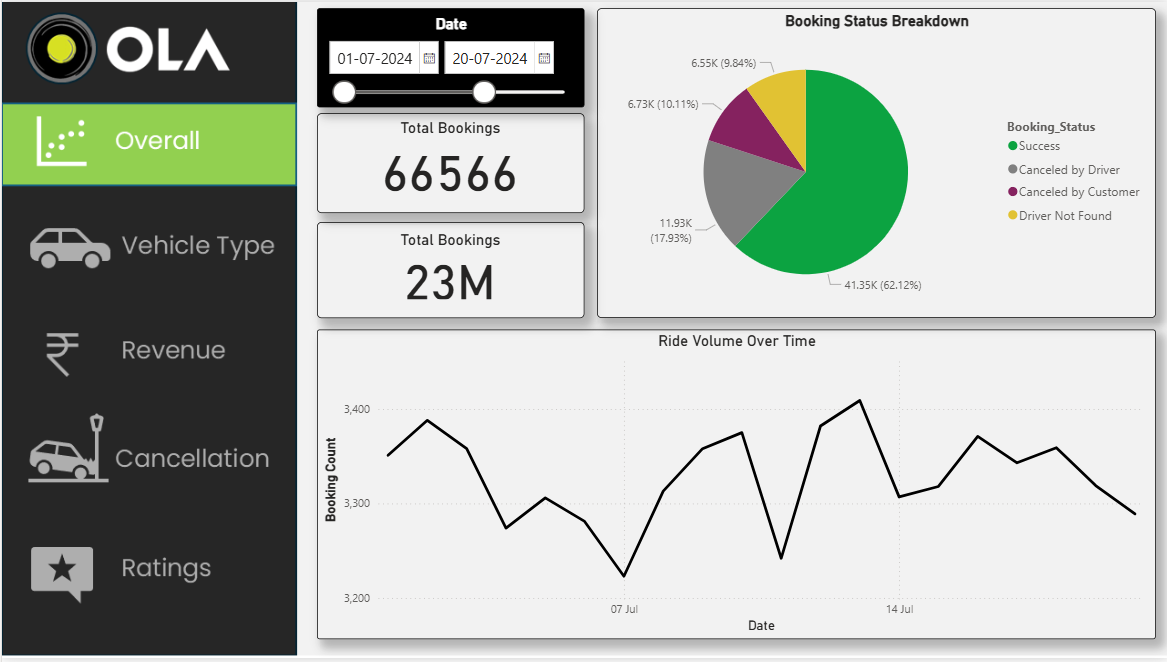 OLA
Overall
Vehicle Type
Revenue
Cancellation
Ratings
Date
01-07-2024
20-07-2024
Total Bookings
66566
Total Bookings
23M
Booking Status Breakdown
6.55K (9.84%)
6.73K (10.11%)
11.93K
(17.93%)
41.35K (62.12%)
Booking_Status
Success
Canceled by Driver
Canceled by Customer
Driver Not Found
Ride Volume Over Time
Booking Count
3,400
3,300
3,200
07 Jul
14 Jul
Date